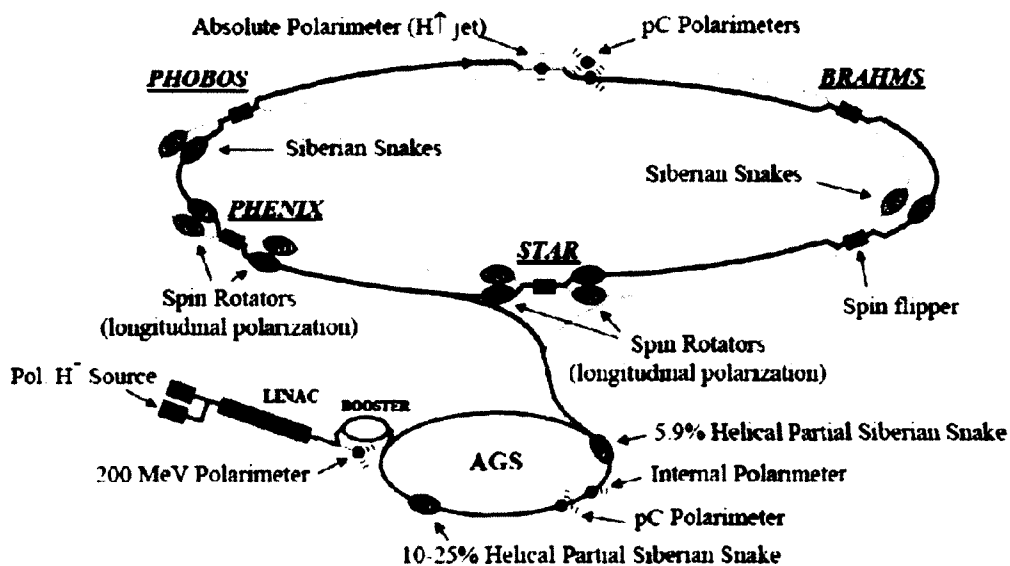 Absolute Polarimeter (H↑ jet)
pC Polarimeters
PHOBOS
BRAHMS
Siberian Snakes
Siberian Snakes
PHENIX
STAR
Spin Rotators
(longitudinal polarization)
Spin flipper
Spin Rotators
(longitudinal polarization)
Pol. H⁻ Source
LINAC
BOOSTER
5.9% Helical Partial Siberian Snake
AGS
200 MeV Polarimeter
Internal Polarimeter
pC Polarimeter
10-25% Helical Partial Siberian Snake